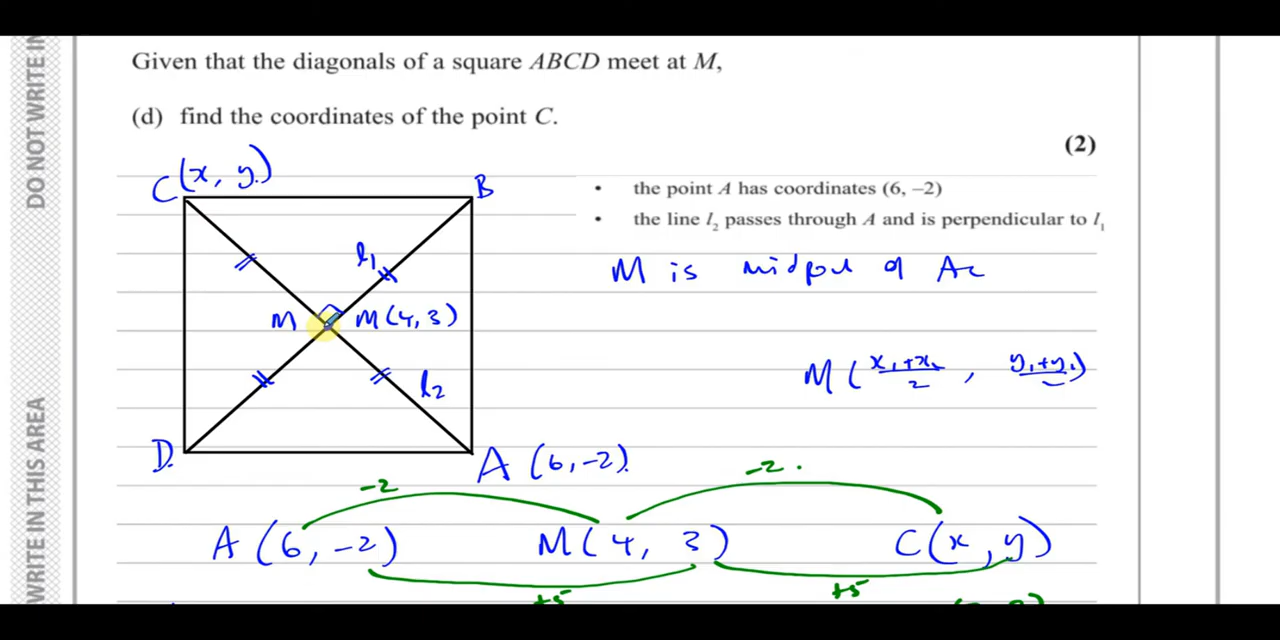 DO NOT WRITE IN
WRITE IN THIS AREA
Given that the diagonals of a square ABCD meet at M,
(d) find the coordinates of the point C.
(2)
• the point A has coordinates (6, –2)
• the line l₂ passes through A and is perpendicular to l₁
C(x, y)
B
l₁
M
M(4, 3)
l₂
D
A (6, -2)
M is midpoi of AC
M (x₁+x₂/2, y₁+y₁/2)
-2
-2
A (6, -2) M(4, 3) C(x, y)
+5
+5